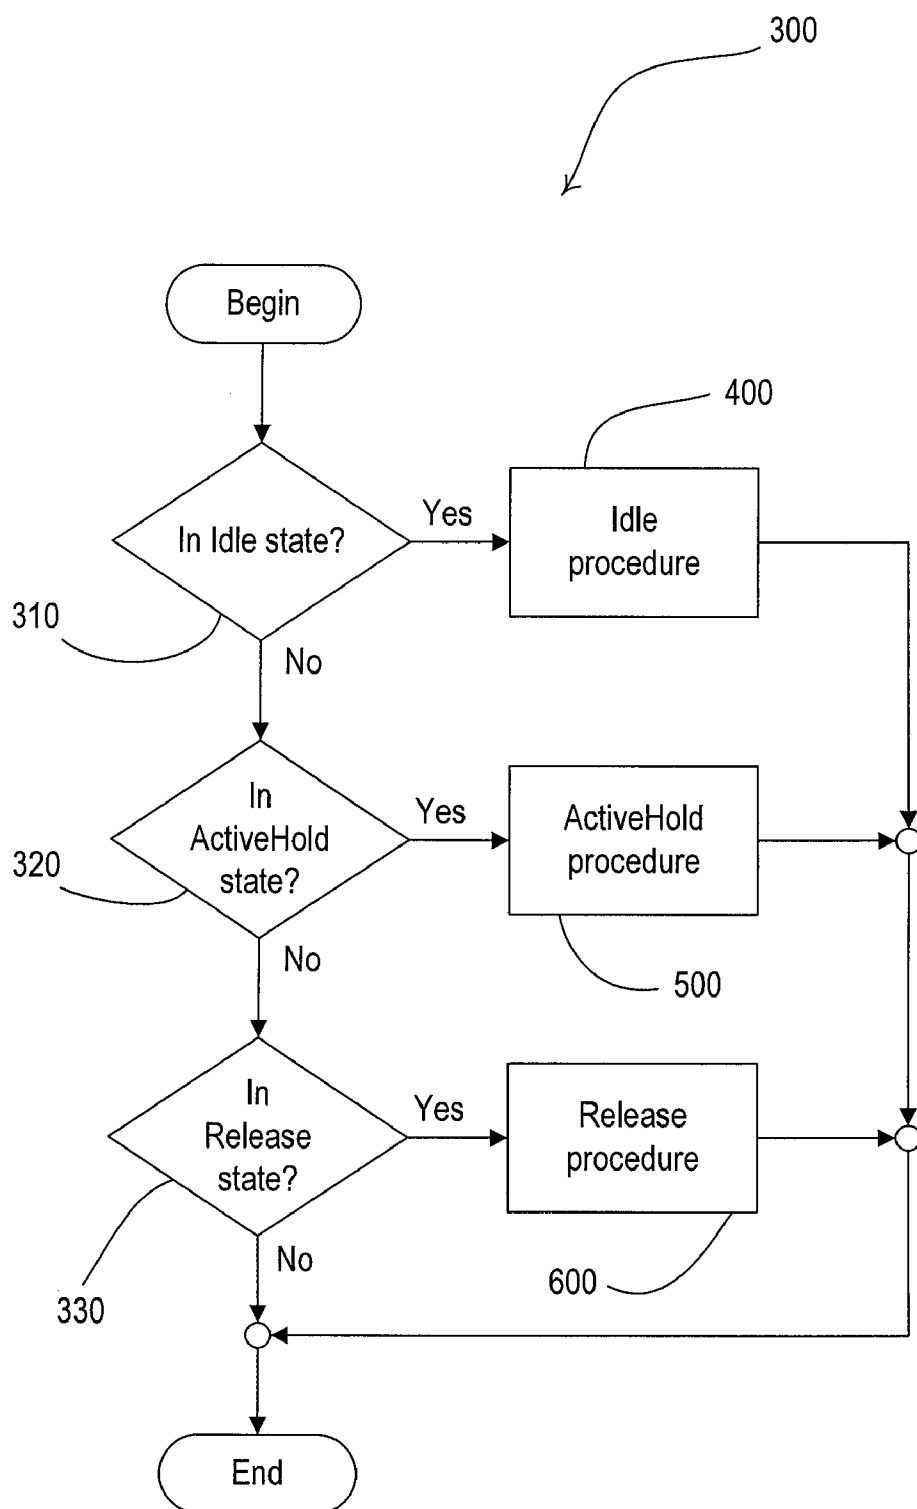 300
Begin
400
Yes
Idle
procedure
In Idle state?
310
No
In
ActiveHold
state?
Yes
ActiveHold
procedure
320
No
500
In
Release
state?
Yes
Release
procedure
No
600
330
End